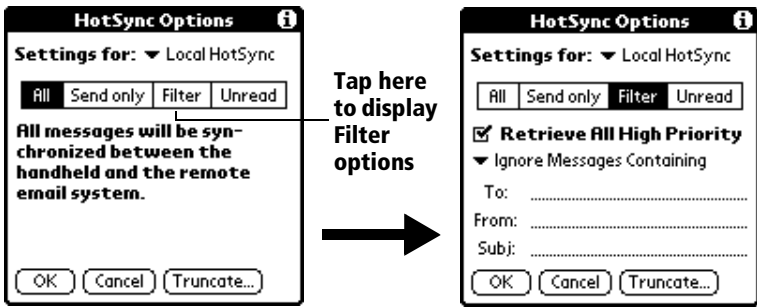 HotSync Options
Settings for: Local HotSync
All Send only Filter Unread
All messages will be syn-
chronized between the
handheld and the remote
email system.
OK Cancel Truncate...
Tap here
to display
Filter
options
HotSync Options
Settings for: Local HotSync
All Send only Filter Unread
Retrieve All High Priority
Ignore Messages Containing
To:
From:
Subj:
OK Cancel Truncate...